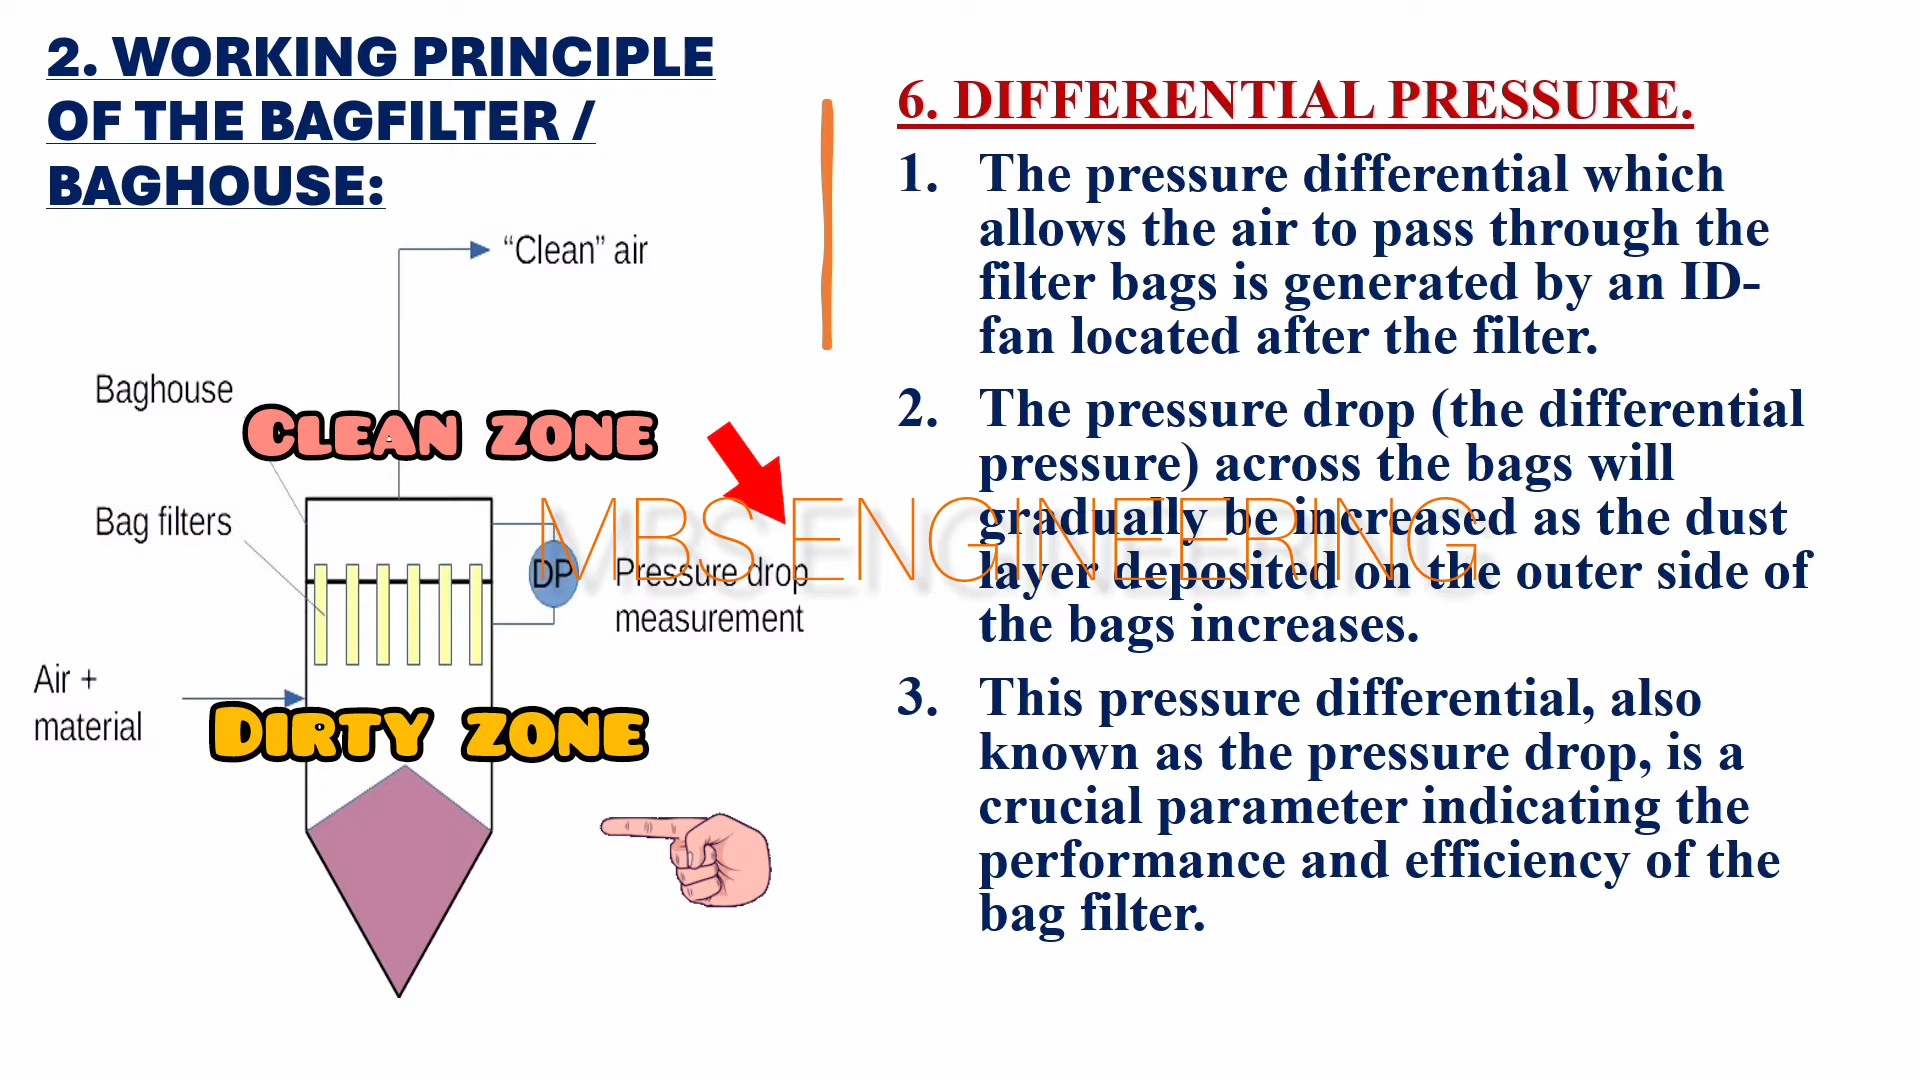 2. WORKING PRINCIPLE
OF THE BAGFILTER /
BAGHOUSE:
“Clean” air
Baghouse
CLEAN ZONE
Bag filters
DP
Pressure drop
measurement
Air +
material
DIRTY ZONE
6. DIFFERENTIAL PRESSURE.
1. The pressure differential which
allows the air to pass through the
filter bags is generated by an ID-
fan located after the filter.
2. The pressure drop (the differential
pressure) across the bags will
gradually be increased as the dust
layer deposited on the outer side of
the bags increases.
3. This pressure differential, also
known as the pressure drop, is a
crucial parameter indicating the
performance and efficiency of the
bag filter.
MBS ENGINEERING